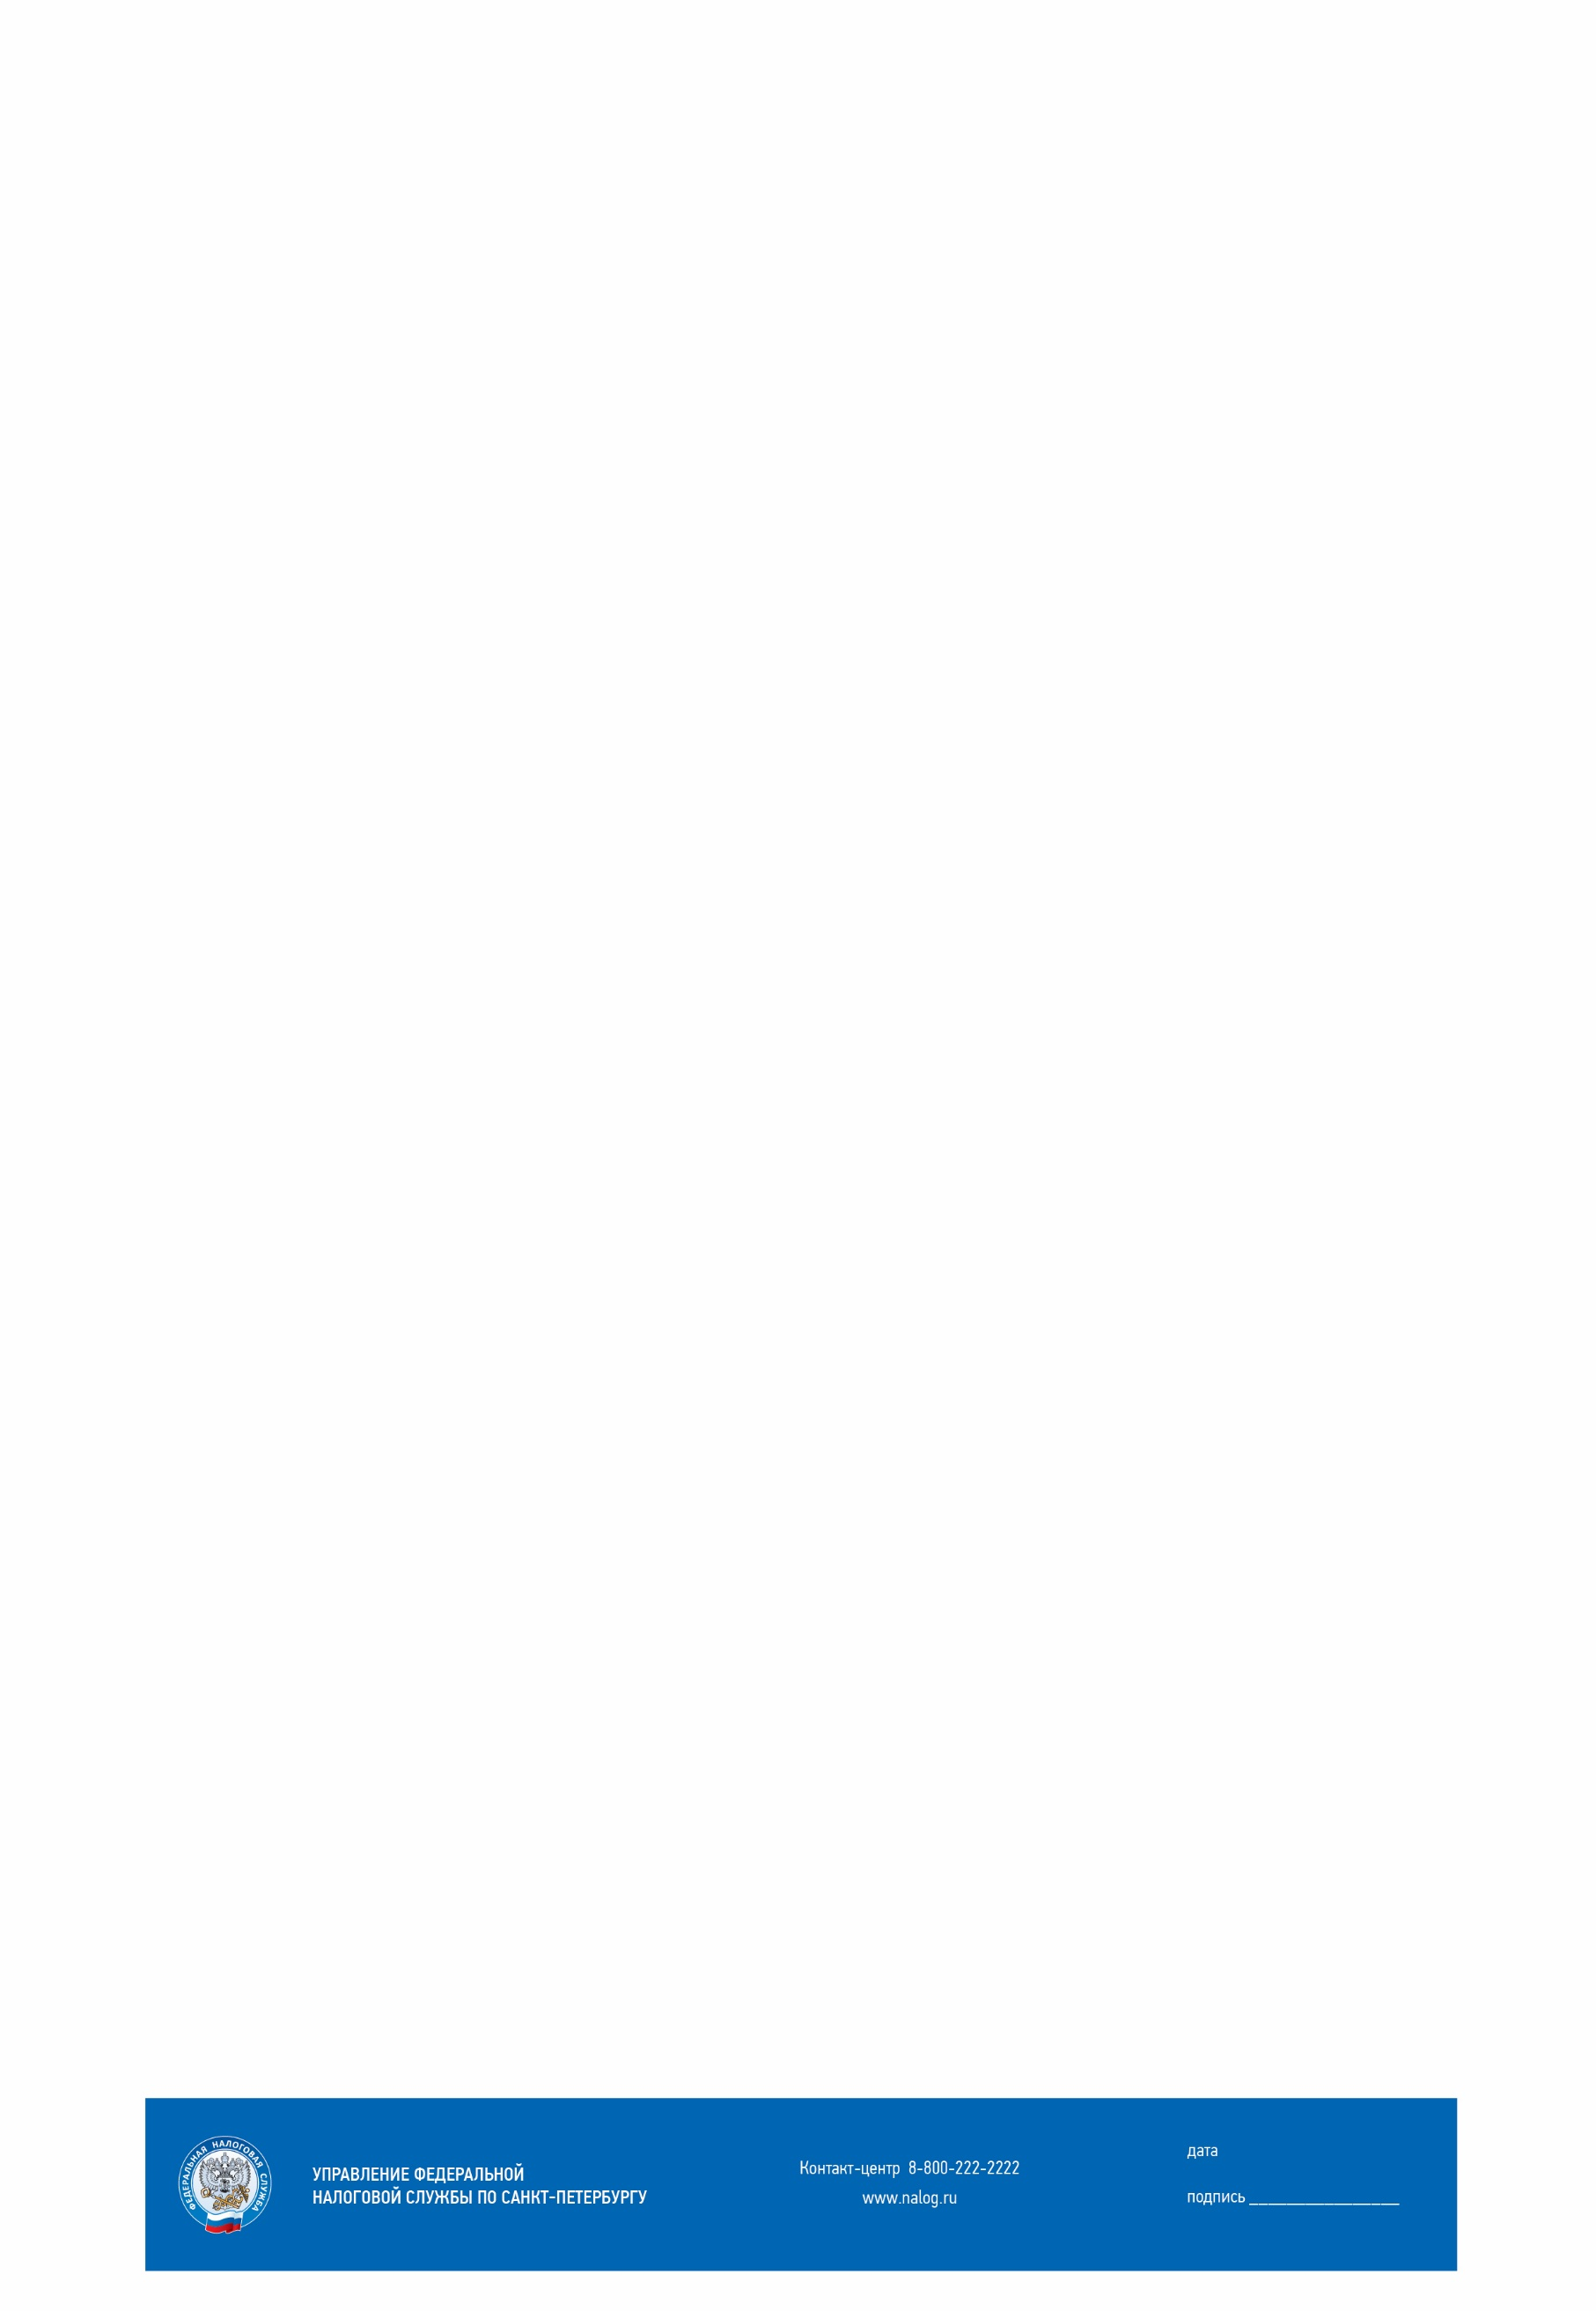 ФЕДЕРАЛЬНАЯ НАЛОГОВАЯ СЛУЖБА
УПРАВЛЕНИЕ ФЕДЕРАЛЬНОЙ
НАЛОГОВОЙ СЛУЖБЫ ПО САНКТ-ПЕТЕРБУРГУ
Контакт-центр 8-800-222-2222
www.nalog.ru
дата
подпись ________________